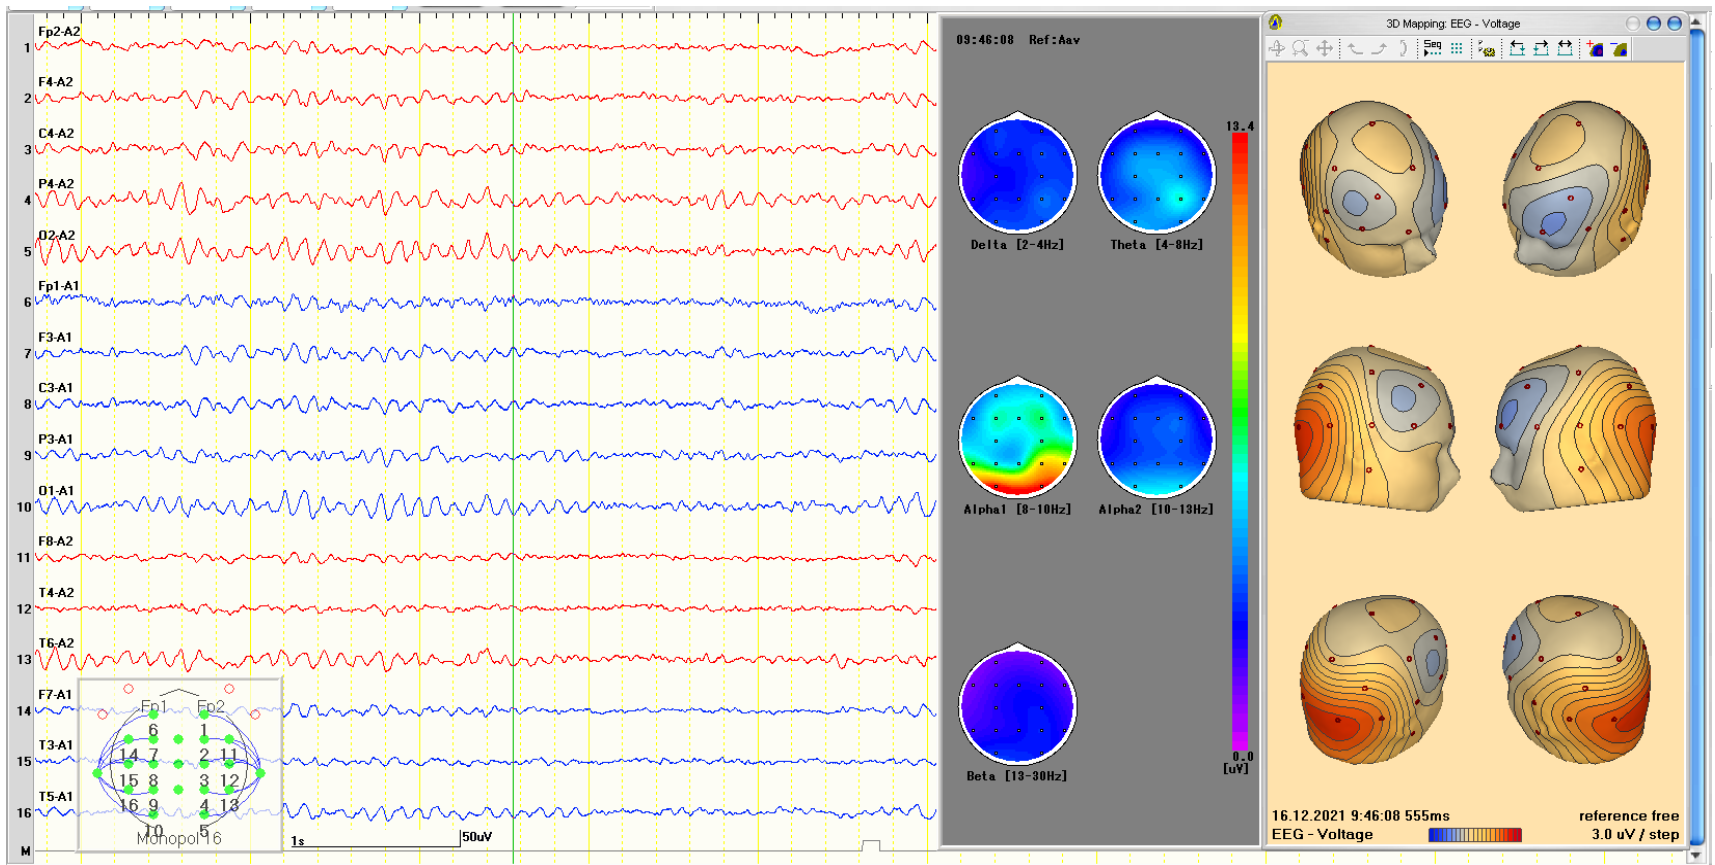 Fp2-A2
1
F4-A2
2
C4-A2
3
P4-A2
4
O2-A2
5
Fp1-A1
6
F3-A1
7
C3-A1
8
P3-A1
9
O1-A1
10
F8-A2
11
T4-A2
12
T6-A2
13
F7-A1
14
T3-A1
15
T5-A1
16
M
Fp1 Fp2
6 1
14 7 2 11
15 8 3 12
16 9 4 13
10 5
Monopol 16
1s
50uV
09:46:08 Ref:Aav
13.4
Delta [2-4Hz] Theta [4-8Hz]
Alpha1 [8-10Hz] Alpha2 [10-13Hz]
0.0
[uV]
Beta [13-30Hz]
3D Mapping: EEG - Voltage
Seq
16.12.2021 9:46:08 555ms reference free
EEG - Voltage 3.0 uV / step